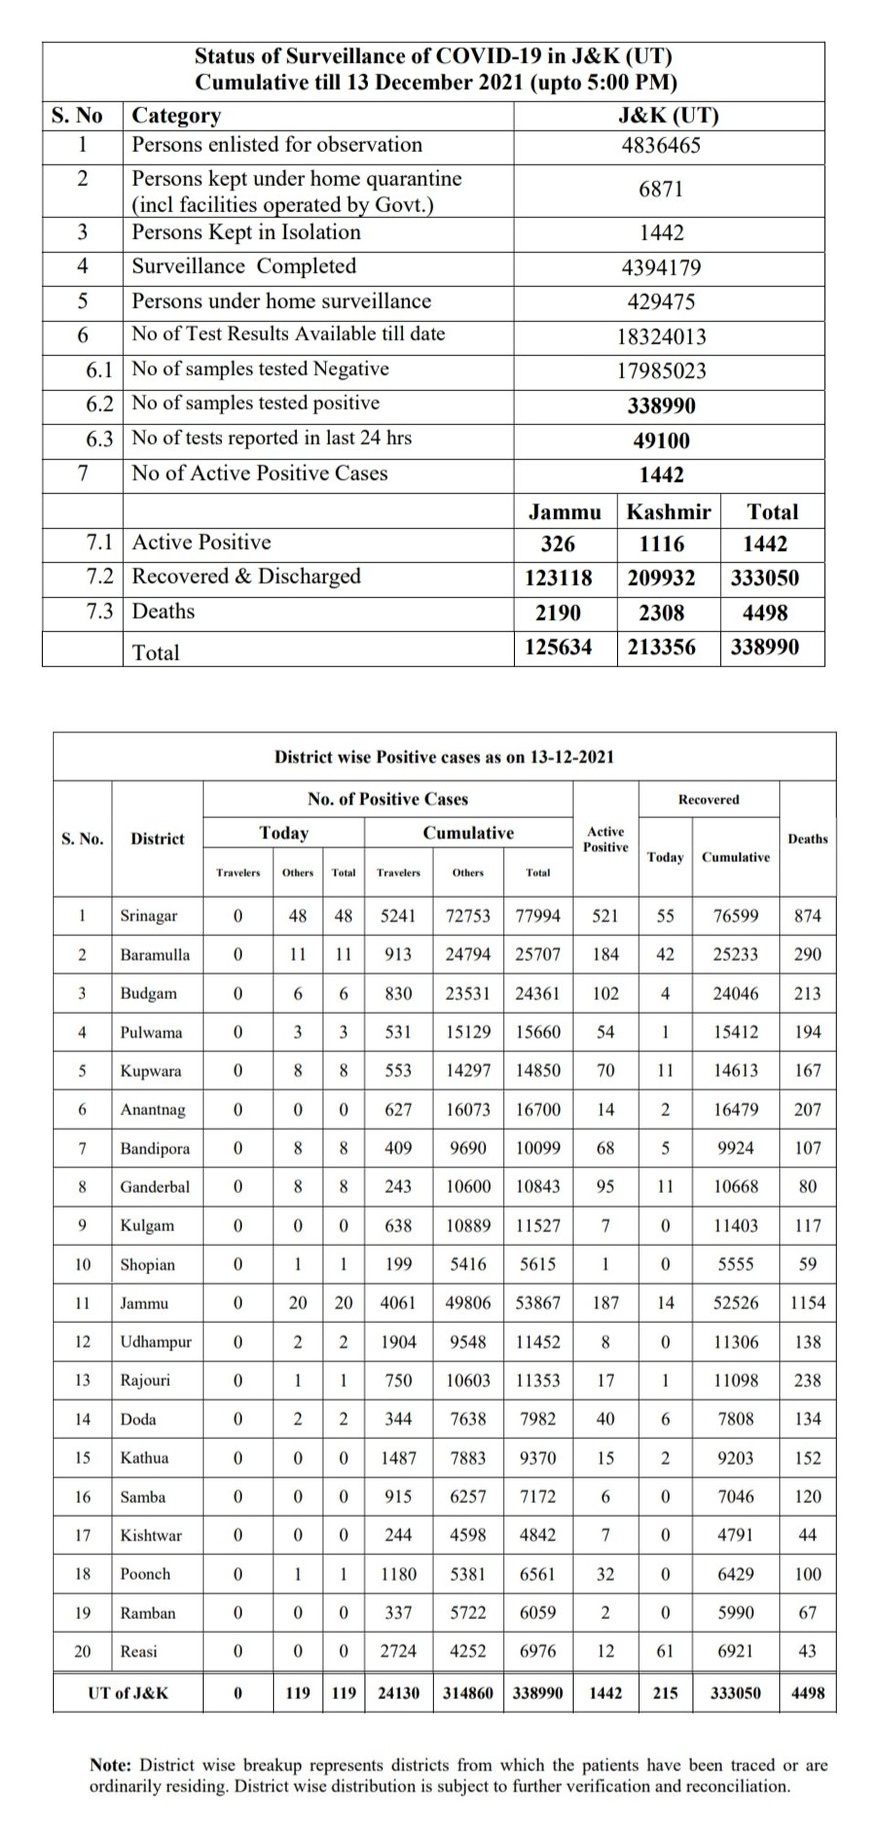 Status of Surveillance of COVID-19 in J&K (UT)
Cumulative till 13 December 2021 (upto 5:00 PM)
S. No Category J&K (UT)
1 Persons enlisted for observation 4836465
2 Persons kept under home quarantine
(incl facilities operated by Govt.) 6871
3 Persons Kept in Isolation 1442
4 Surveillance Completed 4394179
5 Persons under home surveillance 429475
6 No of Test Results Available till date 18324013
6.1 No of samples tested Negative 17985023
6.2 No of samples tested positive 338990
6.3 No of tests reported in last 24 hrs 49100
7 No of Active Positive Cases 1442
Jammu Kashmir Total
7.1 Active Positive 326 1116 1442
7.2 Recovered & Discharged 123118 209932 333050
7.3 Deaths 2190 2308 4498
Total 125634 213356 338990
District wise Positive cases as on 13-12-2021
S. No. District No. of Positive Cases Active Positive Recovered Deaths
Today Cumulative Today Cumulative
Travelers Others Total Travelers Others Total
1 Srinagar 0 48 48 5241 72753 77994 521 55 76599 874
2 Baramulla 0 11 11 913 24794 25707 184 42 25233 290
3 Budgam 0 6 6 830 23531 24361 102 4 24046 213
4 Pulwama 0 3 3 531 15129 15660 54 1 15412 194
5 Kupwara 0 8 8 553 14297 14850 70 11 14613 167
6 Anantnag 0 0 0 627 16073 16700 14 2 16479 207
7 Bandipora 0 8 8 409 9690 10099 68 5 9924 107
8 Ganderbal 0 8 8 243 10600 10843 95 11 10668 80
9 Kulgam 0 0 0 638 10889 11527 7 0 11403 117
10 Shopian 0 1 1 199 5416 5615 1 0 5555 59
11 Jammu 0 20 20 4061 49806 53867 187 14 52526 1154
12 Udhampur 0 2 2 1904 9548 11452 8 0 11306 138
13 Rajouri 0 1 1 750 10603 11353 17 1 11098 238
14 Doda 0 2 2 344 7638 7982 40 6 7808 134
15 Kathua 0 0 0 1487 7883 9370 15 2 9203 152
16 Samba 0 0 0 915 6257 7172 6 0 7046 120
17 Kishtwar 0 0 0 244 4598 4842 7 0 4791 44
18 Poonch 0 1 1 1180 5381 6561 32 0 6429 100
19 Ramban 0 0 0 337 5722 6059 2 0 5990 67
20 Reasi 0 0 0 2724 4252 6976 12 61 6921 43
UT of J&K 0 119 119 24130 314860 338990 1442 215 333050 4498
Note: District wise breakup represents districts from which the patients have been traced or are
ordinarily residing. District wise distribution is subject to further verification and reconciliation.